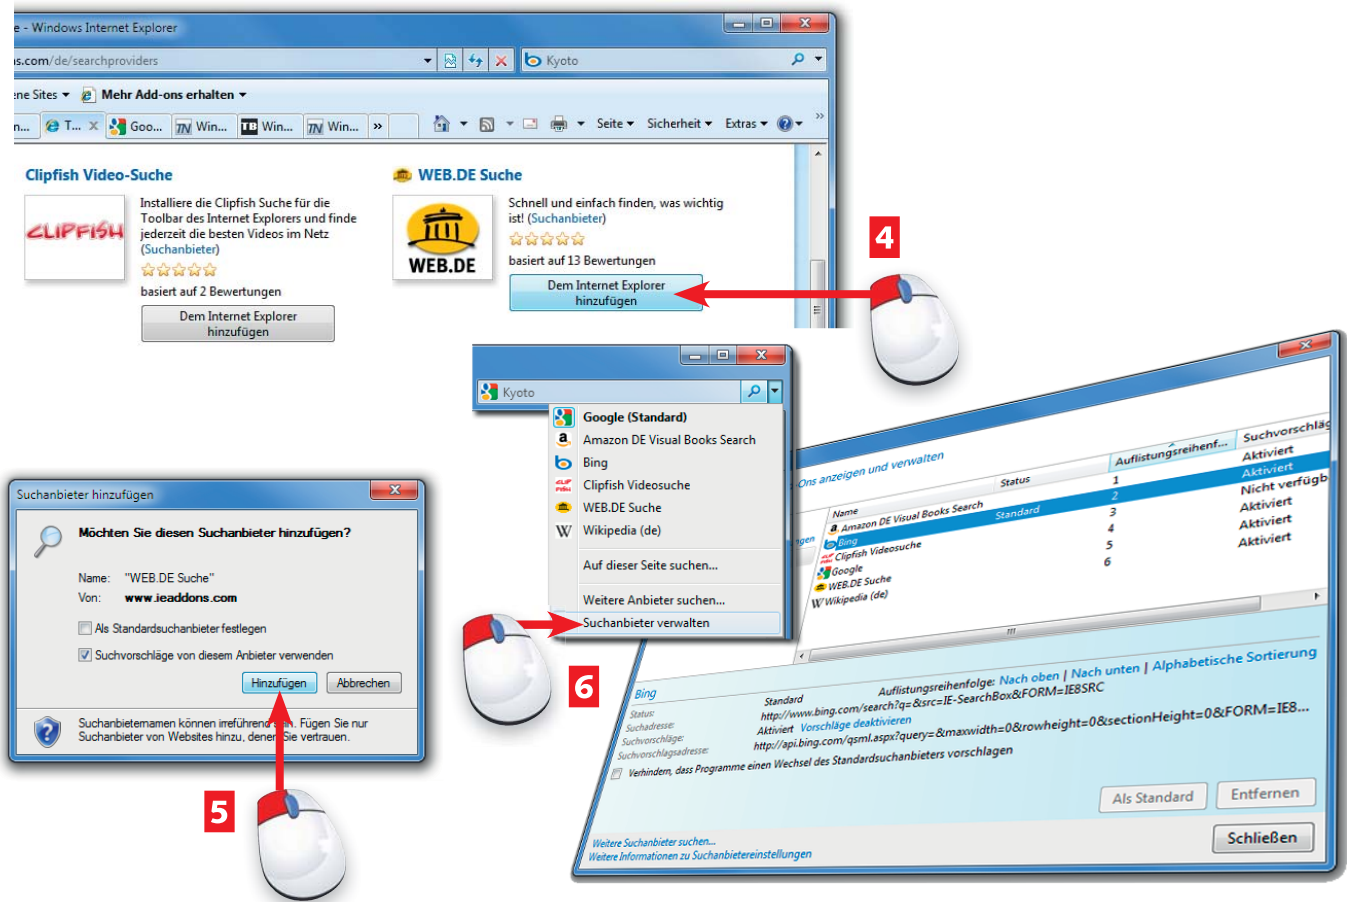 e - Windows Internet Explorer
ns.com/de/searchproviders
Kyoto
ne Sites
Mehr Add-ons erhalten
n...
T...
X
Goo...
TN Win...
TB Win...
TN Win...
»
Seite
Sicherheit
Extras
»
Clipfish Video-Suche
CLIPFISH
Installiere die Clipfish Suche für die
Toolbar des Internet Explorers und finde
jederzeit die besten Videos im Netz
(Suchanbieter)
basiert auf 2 Bewertungen
Dem Internet Explorer
hinzufügen
WEB.DE Suche
WEB.DE
Schnell und einfach finden, was wichtig
ist! (Suchanbieter)
basiert auf 13 Bewertungen
Dem Internet Explorer
hinzufügen
4
Kyoto
Google (Standard)
Amazon DE Visual Books Search
Bing
Clipfish Videosuche
WEB.DE Suche
W Wikipedia (de)
Auf dieser Seite suchen...
Weitere Anbieter suchen...
Suchanbieter verwalten
6
Suchanbieter hinzufügen
Möchten Sie diesen Suchanbieter hinzufügen?
Name: "WEB.DE Suche"
Von: www.ieaddons.com
Als Standardsuchanbieter festlegen
Suchvorschläge von diesem Anbieter verwenden
Hinzufügen
Abbrechen
Suchanbieternamen können irreführend sein. Fügen Sie nur
Suchanbieter von Websites hinzu, denen Sie vertrauen.
5
-Ons anzeigen und verwalten
ngen
Name Status Auflistungsreihenf... Suchvorschläg
Amazon DE Visual Books Search 1 Aktiviert
Bing Standard 2 Aktiviert
Clipfish Videosuche 3 Nicht verfügb
Google 4 Aktiviert
WEB.DE Suche 5 Aktiviert
W Wikipedia (de) 6 Aktiviert
Bing
Status: Standard
Auflistungsreihenfolge: Nach oben | Nach unten | Alphabetische Sortierung
Suchadresse: http://www.bing.com/search?q=&src=IE-SearchBox&FORM=IE8SRC
Suchvorschläge: Aktiviert Vorschläge deaktivieren
Suchvorschlagsadresse: http://api.bing.com/qsml.aspx?query=&maxwidth=0&rowheight=0&sectionHeight=0&FORM=IE8...
Verhindern, dass Programme einen Wechsel des Standardsuchanbieters vorschlagen
Als Standard
Entfernen
Weitere Suchanbieter suchen...
Weitere Informationen zu Suchanbietereinstellungen
Schließen